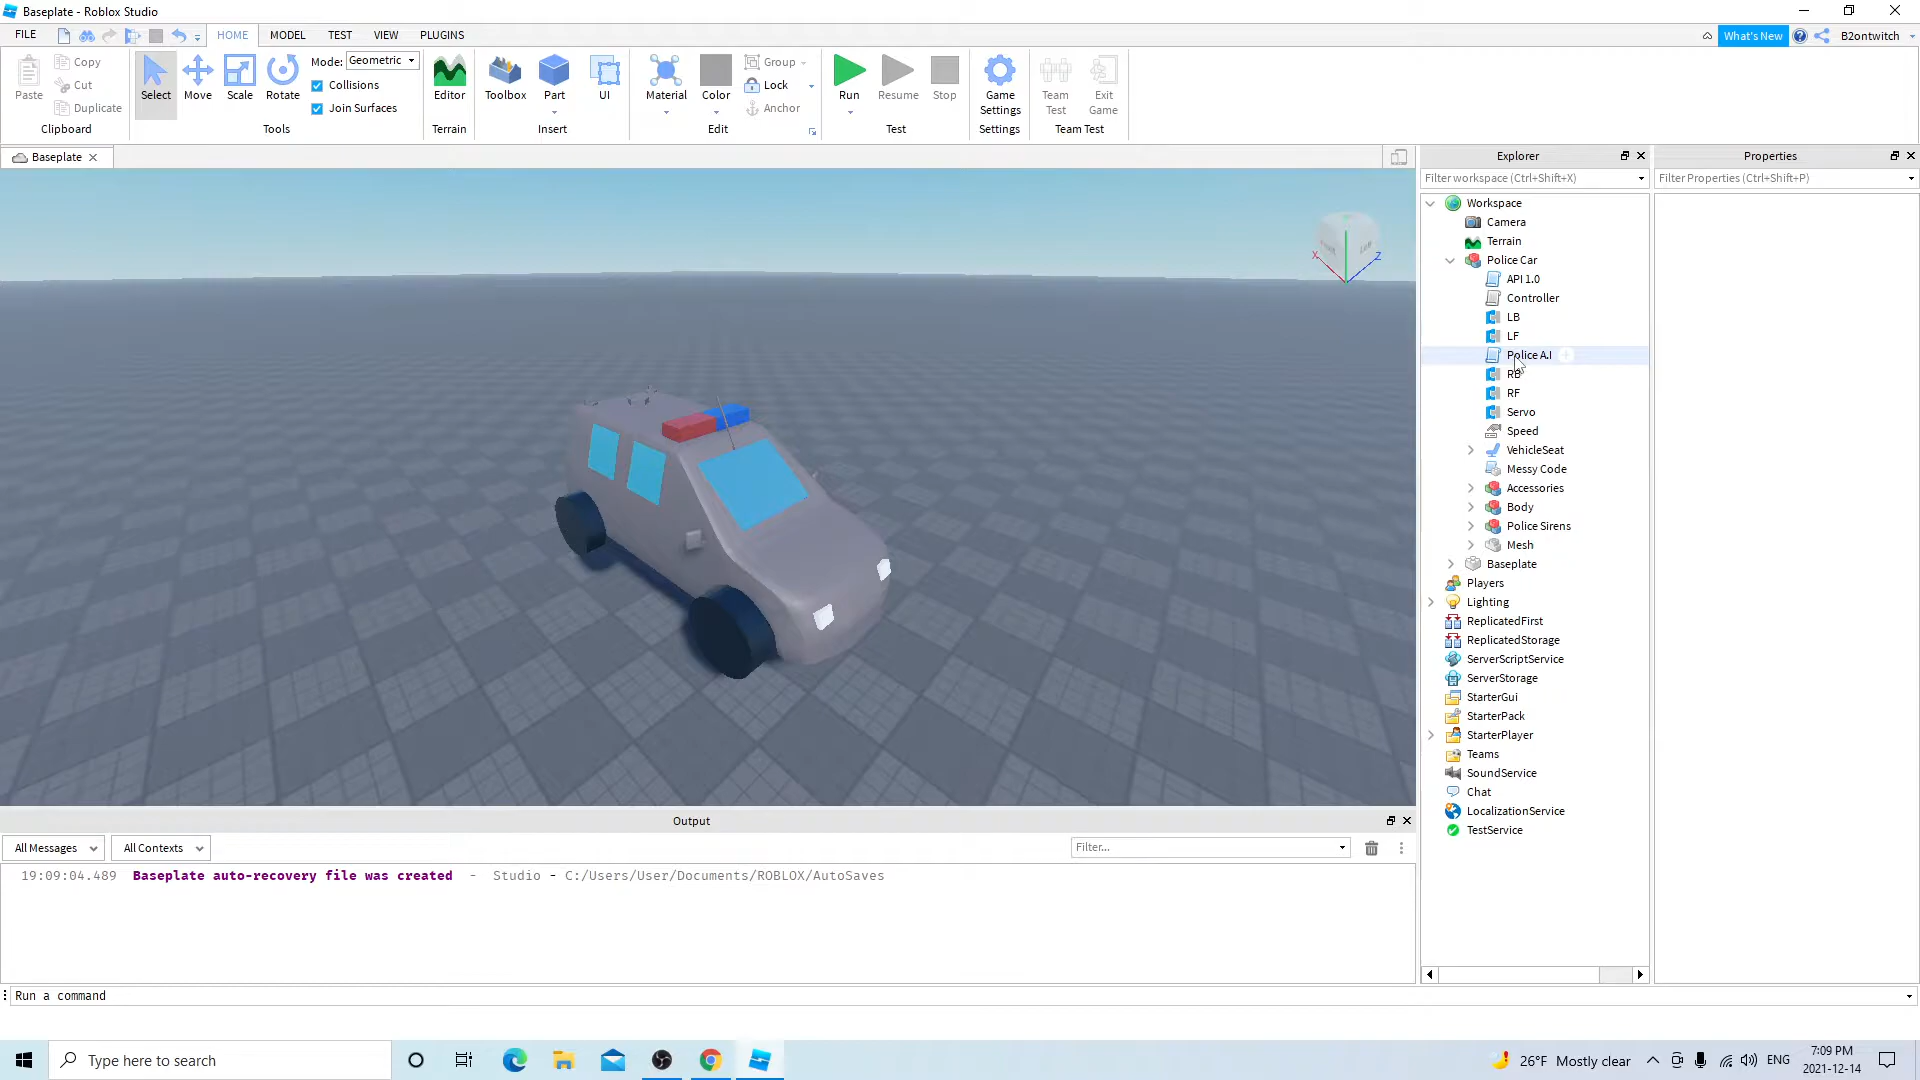 Baseplate - Roblox Studio
FILE
HOME
MODEL
TEST
VIEW
PLUGINS
What's New
B2ontwitch
Paste
Copy
Cut
Duplicate
Clipboard
Select
Move
Scale
Rotate
Mode: Geometric
Collisions
Join Surfaces
Tools
Editor
Terrain
Toolbox
Part
UI
Insert
Material
Color
Group
Lock
Anchor
Edit
Run
Resume
Stop
Test
Game Settings
Settings
Team Test
Exit Game
Team Test
Baseplate
Explorer
Filter workspace (Ctrl+Shift+X)
Workspace
Camera
Terrain
Police Car
API 1.0
Controller
LB
LF
Police A.I
RB
RF
Servo
Speed
VehicleSeat
Messy Code
Accessories
Body
Police Sirens
Mesh
Baseplate
Players
Lighting
ReplicatedFirst
ReplicatedStorage
ServerScriptService
ServerStorage
StarterGui
StarterPack
StarterPlayer
Teams
SoundService
Chat
LocalizationService
TestService
Properties
Filter Properties (Ctrl+Shift+P)
X
Z
Output
All Messages
All Contexts
Filter...
19:09:04.489 Baseplate auto-recovery file was created - Studio - C:/Users/User/Documents/ROBLOX/AutoSaves
Run a command
Type here to search
26°F Mostly clear
ENG
7:09 PM
2021-12-14